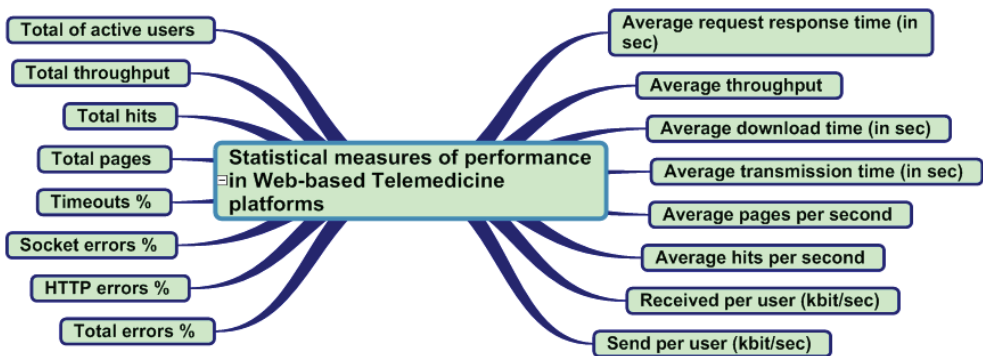 Total of active users
Total throughput
Total hits
Total pages
Timeouts %
Socket errors %
HTTP errors %
Total errors %
Statistical measures of performance
in Web-based Telemedicine
platforms
Average request response time (in
sec)
Average throughput
Average download time (in sec)
Average transmission time (in sec)
Average pages per second
Average hits per second
Received per user (kbit/sec)
Send per user (kbit/sec)